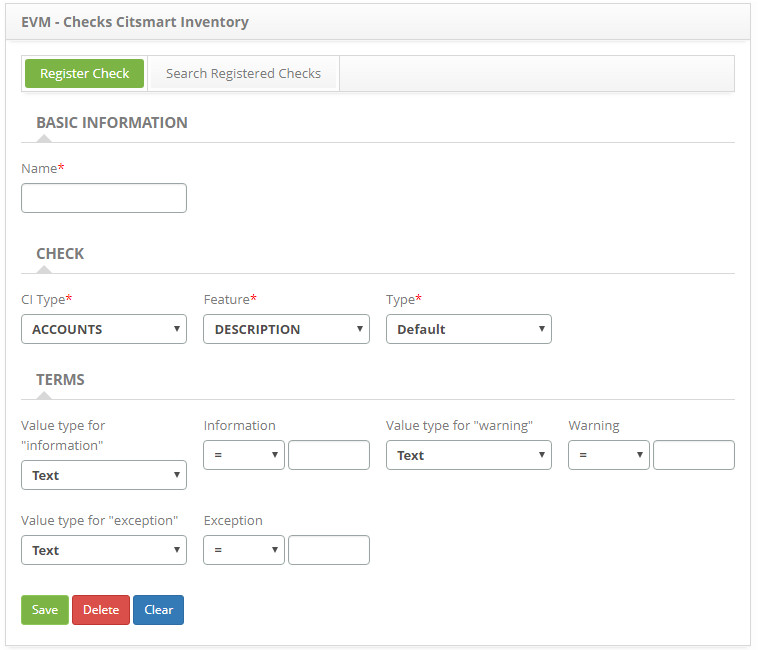 EVM - Checks Citsmart Inventory
Register Check Search Registered Checks
BASIC INFORMATION
Name*
CHECK
CI Type* Feature* Type*
ACCOUNTS DESCRIPTION Default
TERMS
Value type for "information" Information Value type for "warning" Warning
Text = Text =
Value type for "exception" Exception
Text =
Save Delete Clear